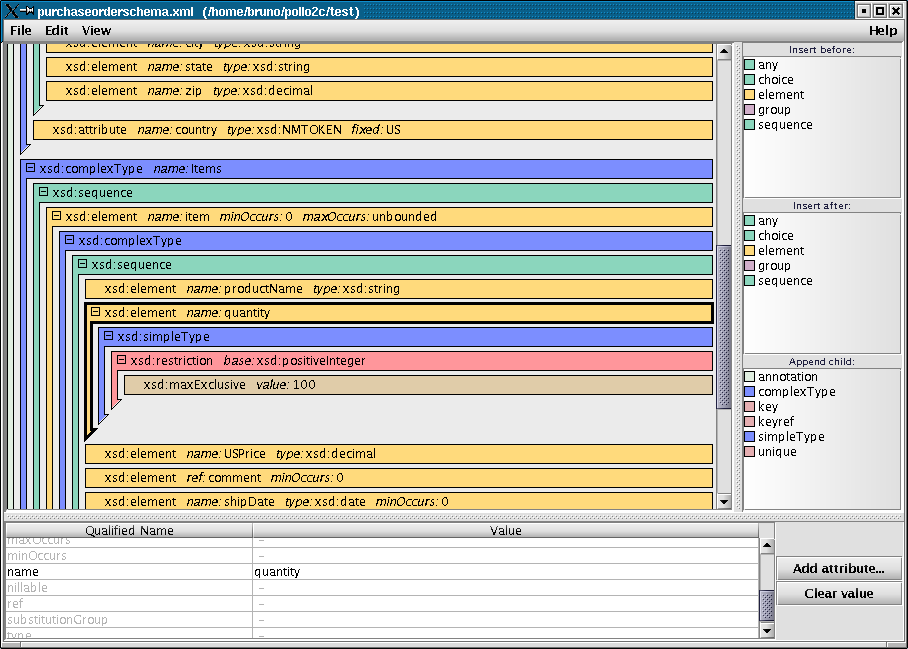 purchaseorderschema.xml (/home/bruno/pollo2c/test)
File Edit View Help
xsd:element name: city type: xsd:string
xsd:element name: state type: xsd:string
xsd:element name: zip type: xsd:decimal
xsd:attribute name: country type: xsd:NMTOKEN fixed: US
xsd:complexType name: Items
xsd:sequence
xsd:element name: item minOccurs: 0 maxOccurs: unbounded
xsd:complexType
xsd:sequence
xsd:element name: productName type: xsd:string
xsd:element name: quantity
xsd:simpleType
xsd:restriction base: xsd:positiveInteger
xsd:maxExclusive value: 100
xsd:element name: USPrice type: xsd:decimal
xsd:element ref: comment minOccurs: 0
xsd:element name: shipDate type: xsd:date minOccurs: 0
Insert before:
any
choice
element
group
sequence
Insert after:
any
choice
element
group
sequence
Append child:
annotation
complexType
key
keyref
simpleType
unique
Qualified Name Value
maxOccurs –
minOccurs –
name quantity
nillable –
ref –
substitutionGroup –
type –
Add attribute...
Clear value